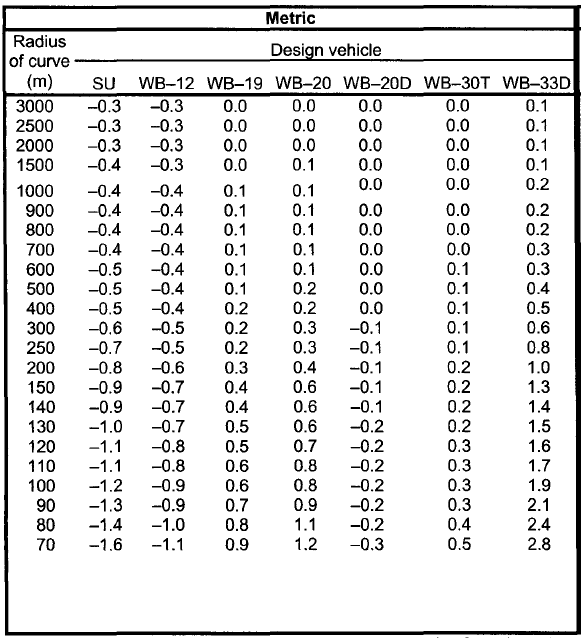 Metric
Radius
of curve
(m)
Design vehicle
SU WB–12 WB–19 WB–20 WB–20D WB–30T WB–33D
3000 –0.3 –0.3 0.0 0.0 0.0 0.0 0.1
2500 –0.3 –0.3 0.0 0.0 0.0 0.0 0.1
2000 –0.3 –0.3 0.0 0.0 0.0 0.0 0.1
1500 –0.4 –0.3 0.0 0.1 0.0 0.0 0.1
1000 –0.4 –0.4 0.1 0.1 0.0 0.0 0.2
900 –0.4 –0.4 0.1 0.1 0.0 0.0 0.2
800 –0.4 –0.4 0.1 0.1 0.0 0.0 0.2
700 –0.4 –0.4 0.1 0.1 0.0 0.0 0.3
600 –0.5 –0.4 0.1 0.1 0.0 0.1 0.3
500 –0.5 –0.4 0.1 0.2 0.0 0.1 0.4
400 –0.5 –0.4 0.2 0.2 0.0 0.1 0.5
300 –0.6 –0.5 0.2 0.3 –0.1 0.1 0.6
250 –0.7 –0.5 0.2 0.3 –0.1 0.1 0.8
200 –0.8 –0.6 0.3 0.4 –0.1 0.2 1.0
150 –0.9 –0.7 0.4 0.6 –0.1 0.2 1.3
140 –0.9 –0.7 0.4 0.6 –0.1 0.2 1.4
130 –1.0 –0.7 0.5 0.6 –0.2 0.2 1.5
120 –1.1 –0.8 0.5 0.7 –0.2 0.3 1.6
110 –1.1 –0.8 0.6 0.8 –0.2 0.3 1.7
100 –1.2 –0.9 0.6 0.8 –0.2 0.3 1.9
90 –1.3 –0.9 0.7 0.9 –0.2 0.3 2.1
80 –1.4 –1.0 0.8 1.1 –0.2 0.4 2.4
70 –1.6 –1.1 0.9 1.2 –0.3 0.5 2.8